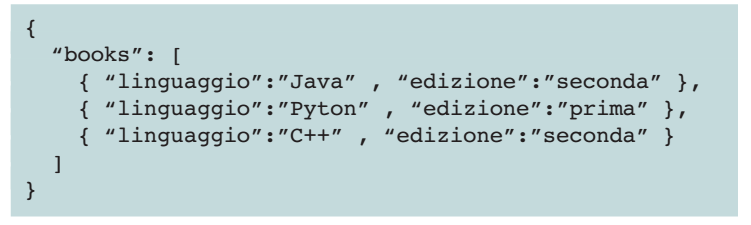 {
  “books”: [
    { “linguaggio”:”Java” , “edizione”:”seconda” },
    { “linguaggio”:”Pyton” , “edizione”:”prima” },
    { “linguaggio”:”C++” , “edizione”:”seconda” }
  ]
}